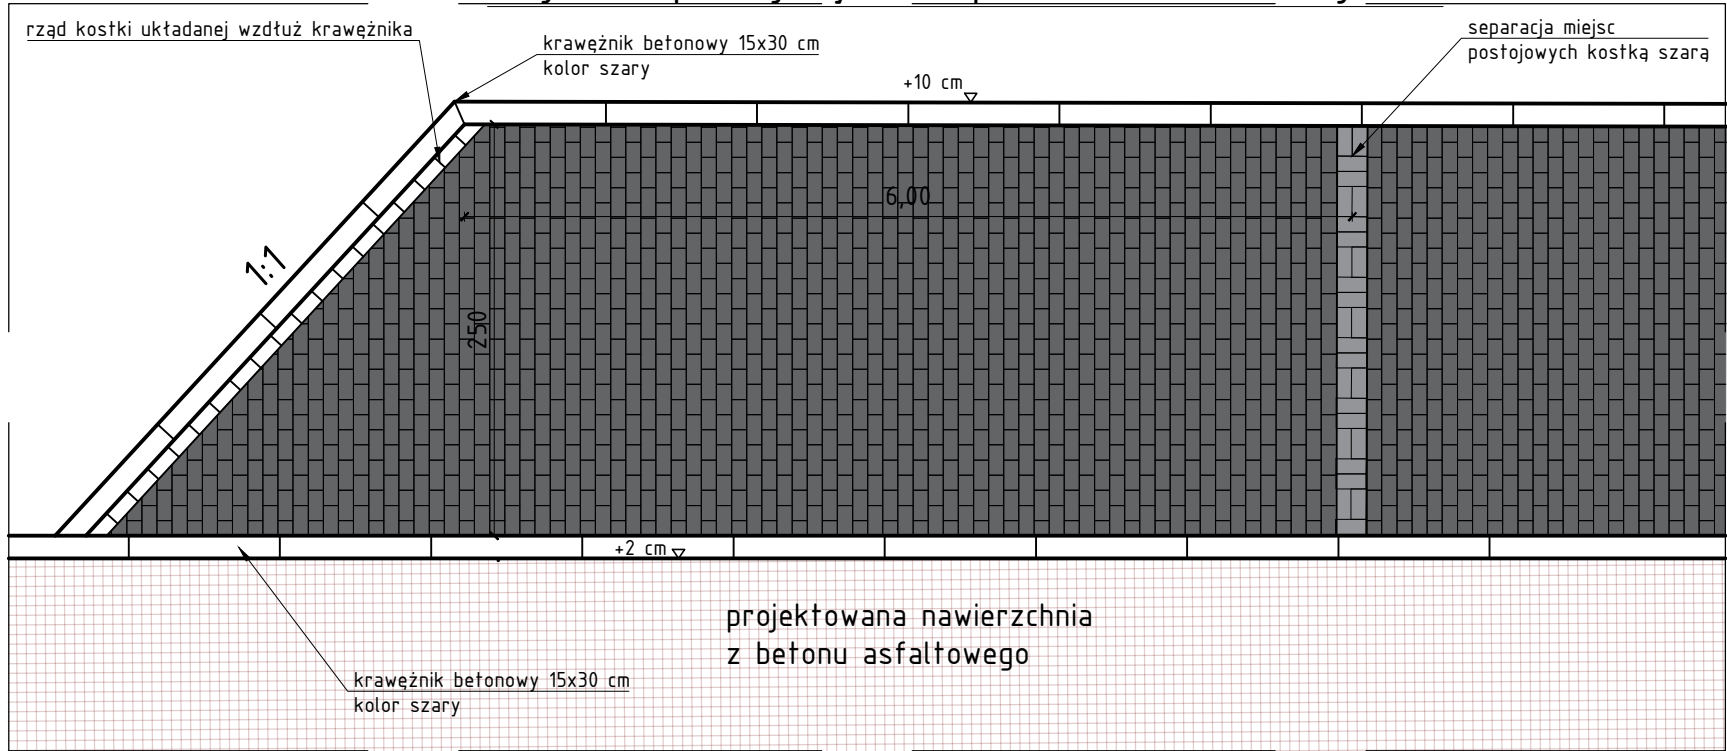 rząd kostki układanej wzdłuż krawężnika
krawężnik betonowy 15x30 cm
kolor szary
separacja miejsc
postojowych kostką szarą
+10 cm
6,00
1:1
250
+2 cm
projektowana nawierzchnia
z betonu asfaltowego
krawężnik betonowy 15x30 cm
kolor szary